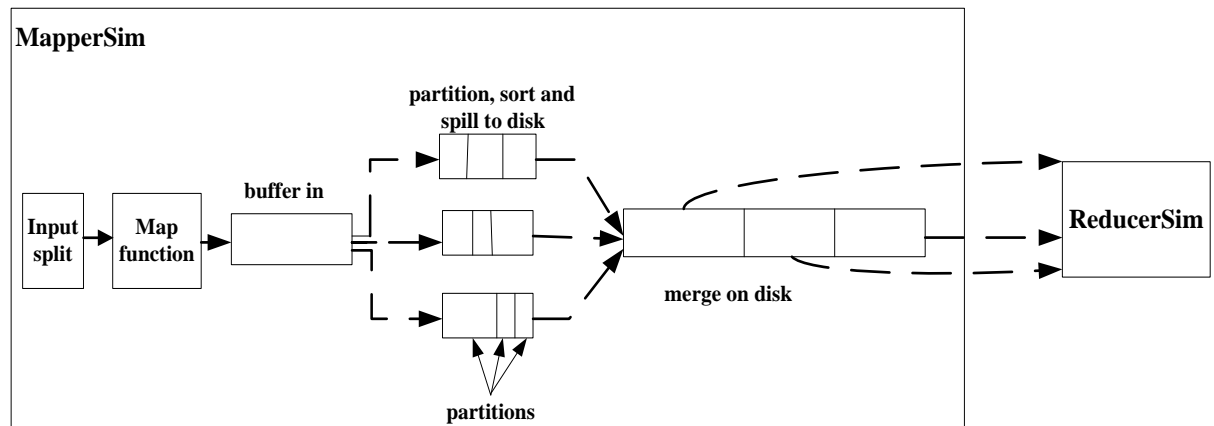 MapperSim
partition, sort and
spill to disk
buffer in
Input
split
Map
function
ReducerSim
merge on disk
partitions